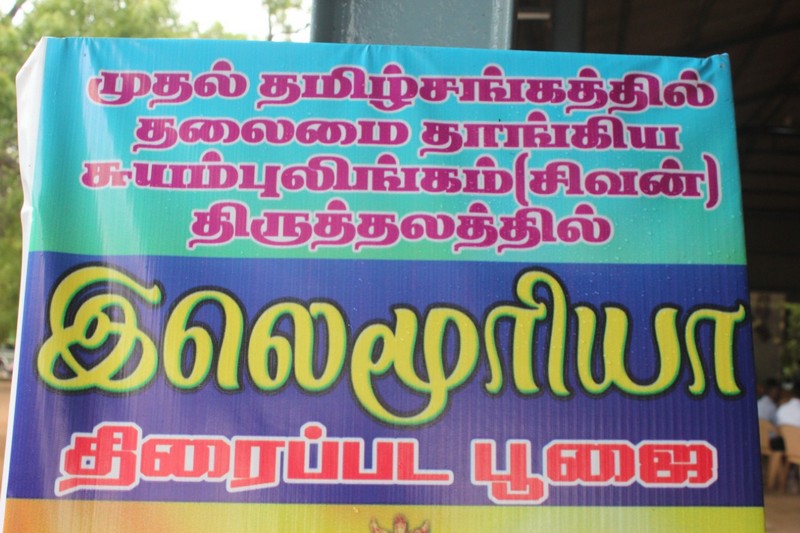 முதல் தமிழ்சங்கத்தில்
தலைமை தாங்கிய
சுயம்புலிங்கம்(சிவன்)
திருத்தலத்தில்
இலெமூரியா
திரைப்பட பூஜை